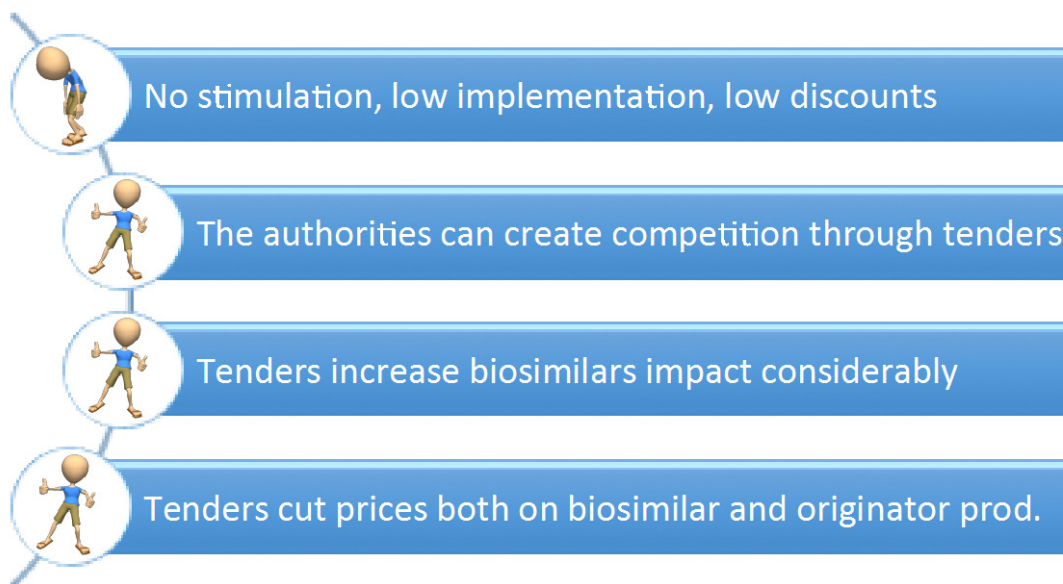 No stimulation, low implementation, low discounts
The authorities can create competition through tenders
Tenders increase biosimilars impact considerably
Tenders cut prices both on biosimilar and originator prod.